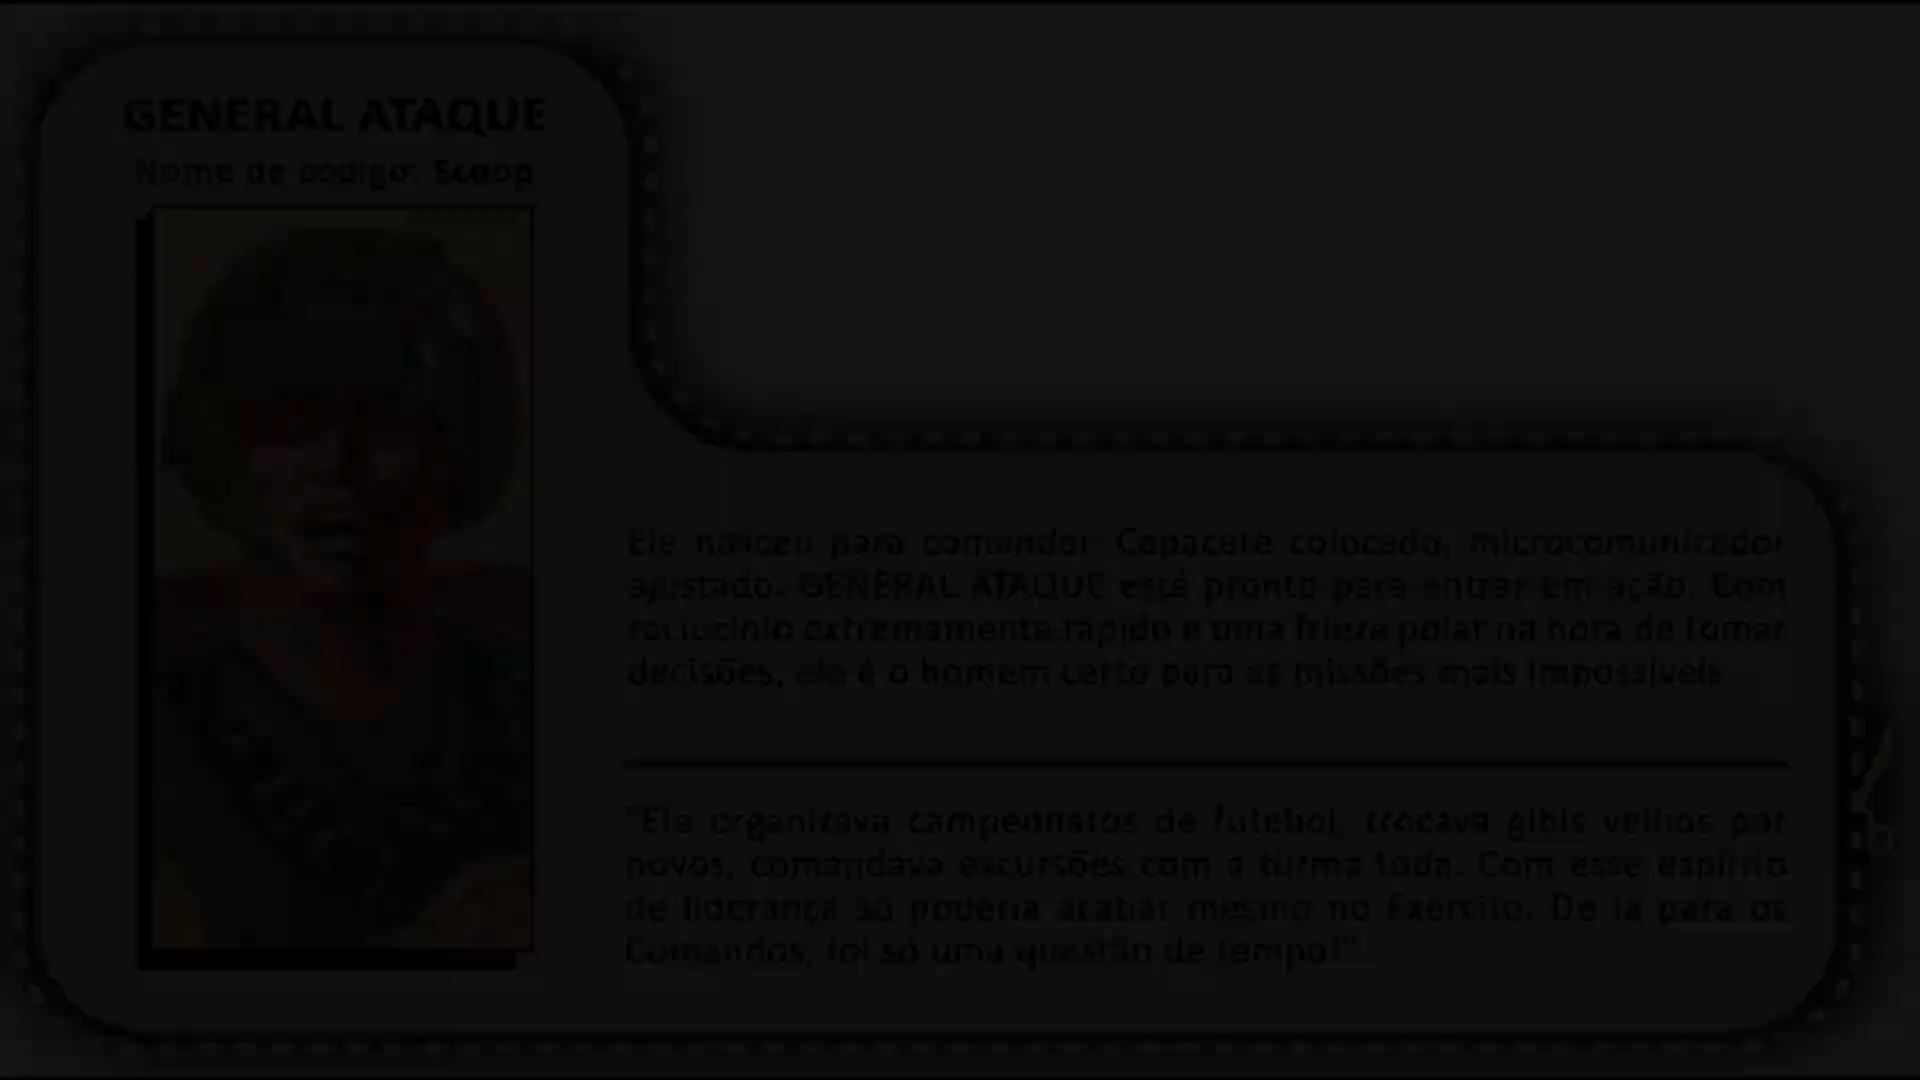 GENERAL ATAQUE
Nome de codigo: Scoop
Ele nasceu para comandar. Capacete colocado, microcomunicador
ajustado. GENERAL ATAQUE está pronto para entrar em ação. Com
raciocínio extremamente rápido e uma frieza polar na hora de tomar
decisões, ele é o homem certo para as missões mais impossíveis.
"Ele organizava campeonatos de futebol, trocava gibis velhos por
novos, comandava excursões com a turma toda. Com esse espírito
de liderança só poderia acabar mesmo no Exercito. De lá para os
Comandos, foi só uma questão de tempo!"